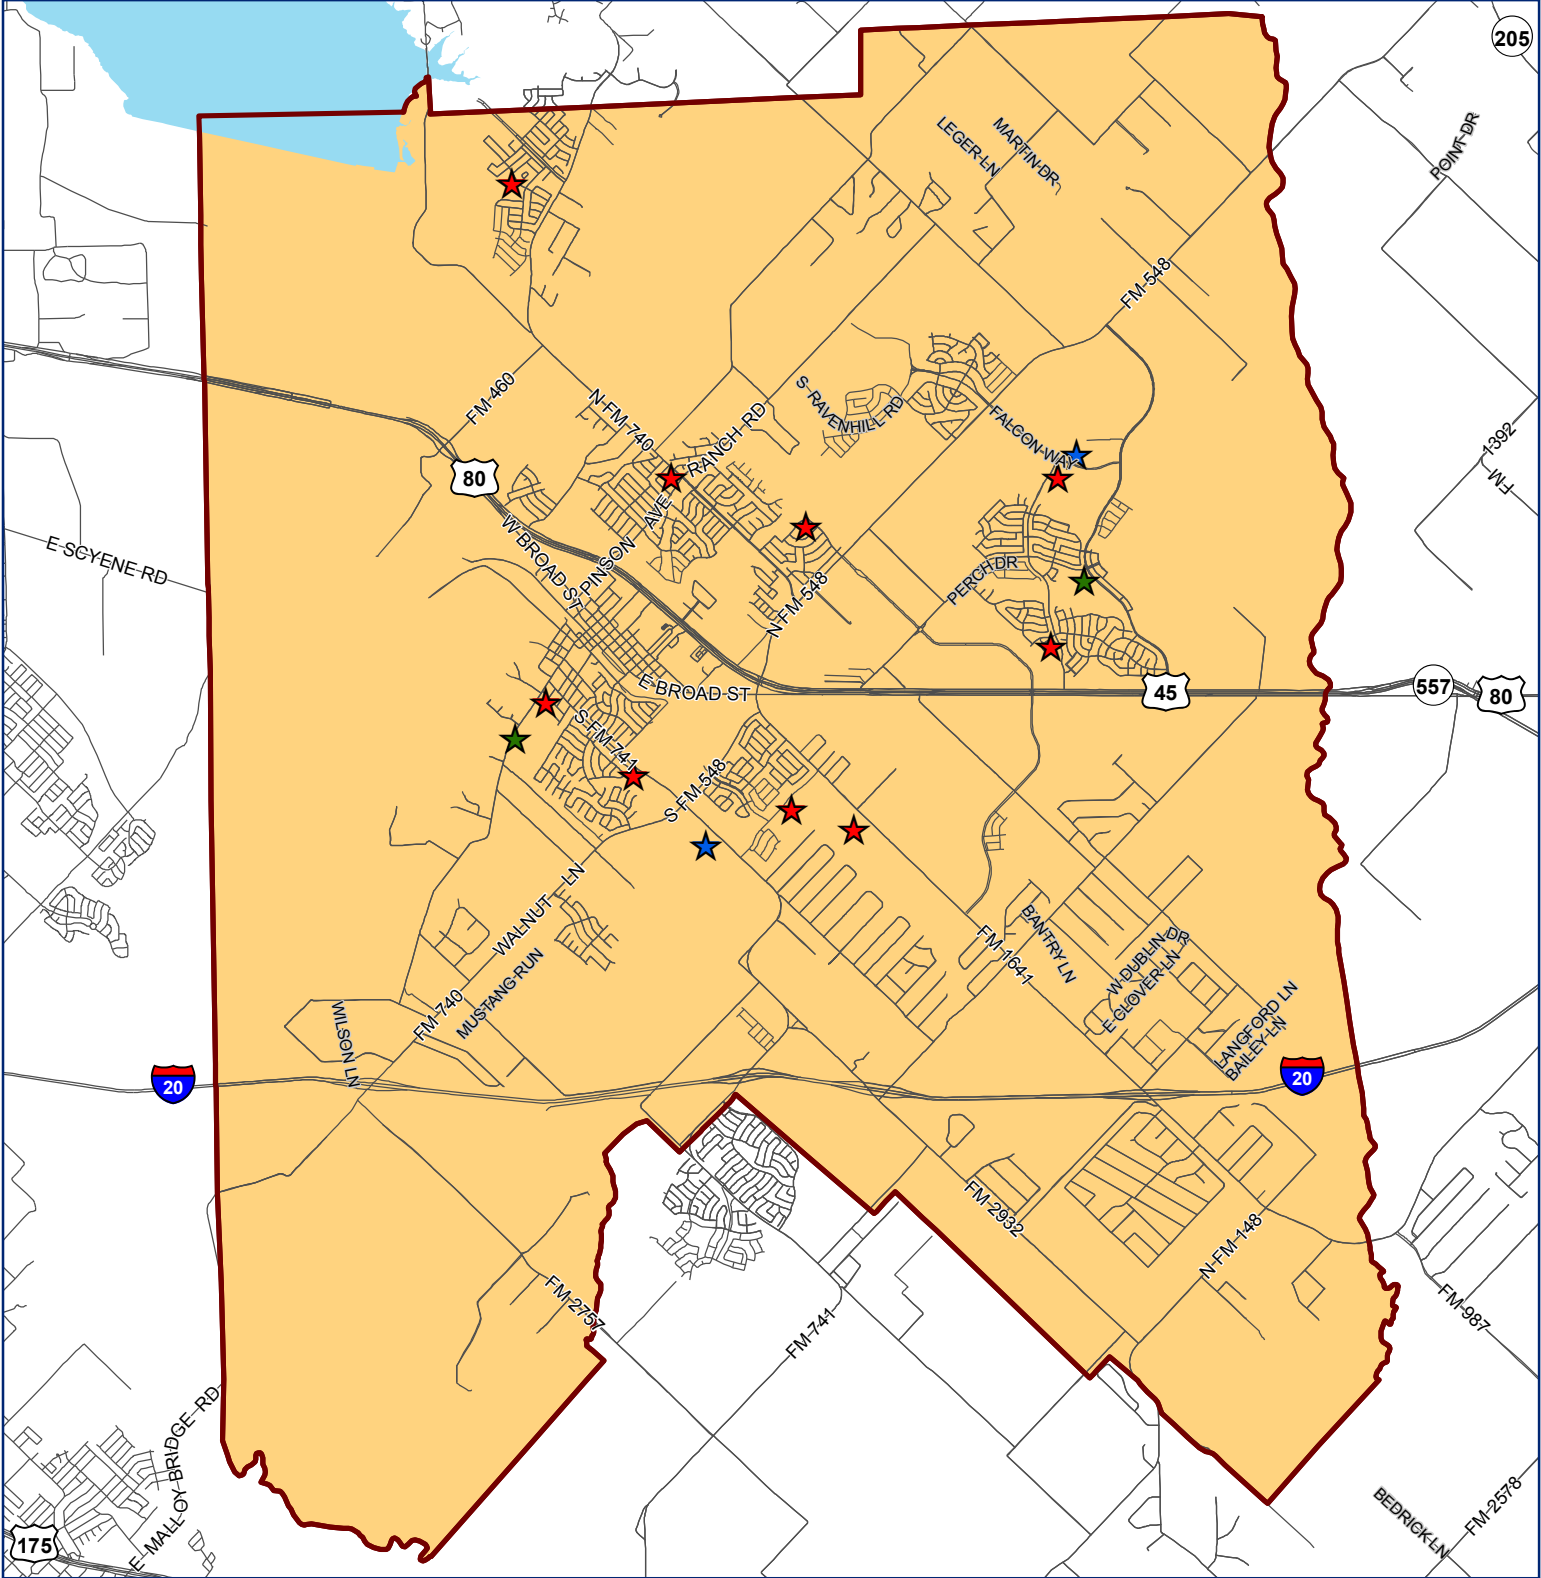 205
POINT DR
MARTIN DR
LEGER LN
FM 548
FM 460
N FM 740
RANCH RD
S RAVENHILL RD
FALCON WAY
FM 1392
80
W BROAD ST
S PINSON AVE
E SCYENE RD
PERCH DR
N FM 548
E BROAD ST
45
557
80
S FM 741
S FM 548
WALNUT LN
MUSTANG RUN
FM 740
WILSON LN
FM 1641
BANTRY LN
W DUBLIN DR
E GLOVER LN
LANGFORD LN
BAILEY LN
20
20
FM 2932
N FM 148
FM 2757
FM 741
FM 987
E MALLOY BRIDGE RD
175
BEDRICK LN
FM 2578